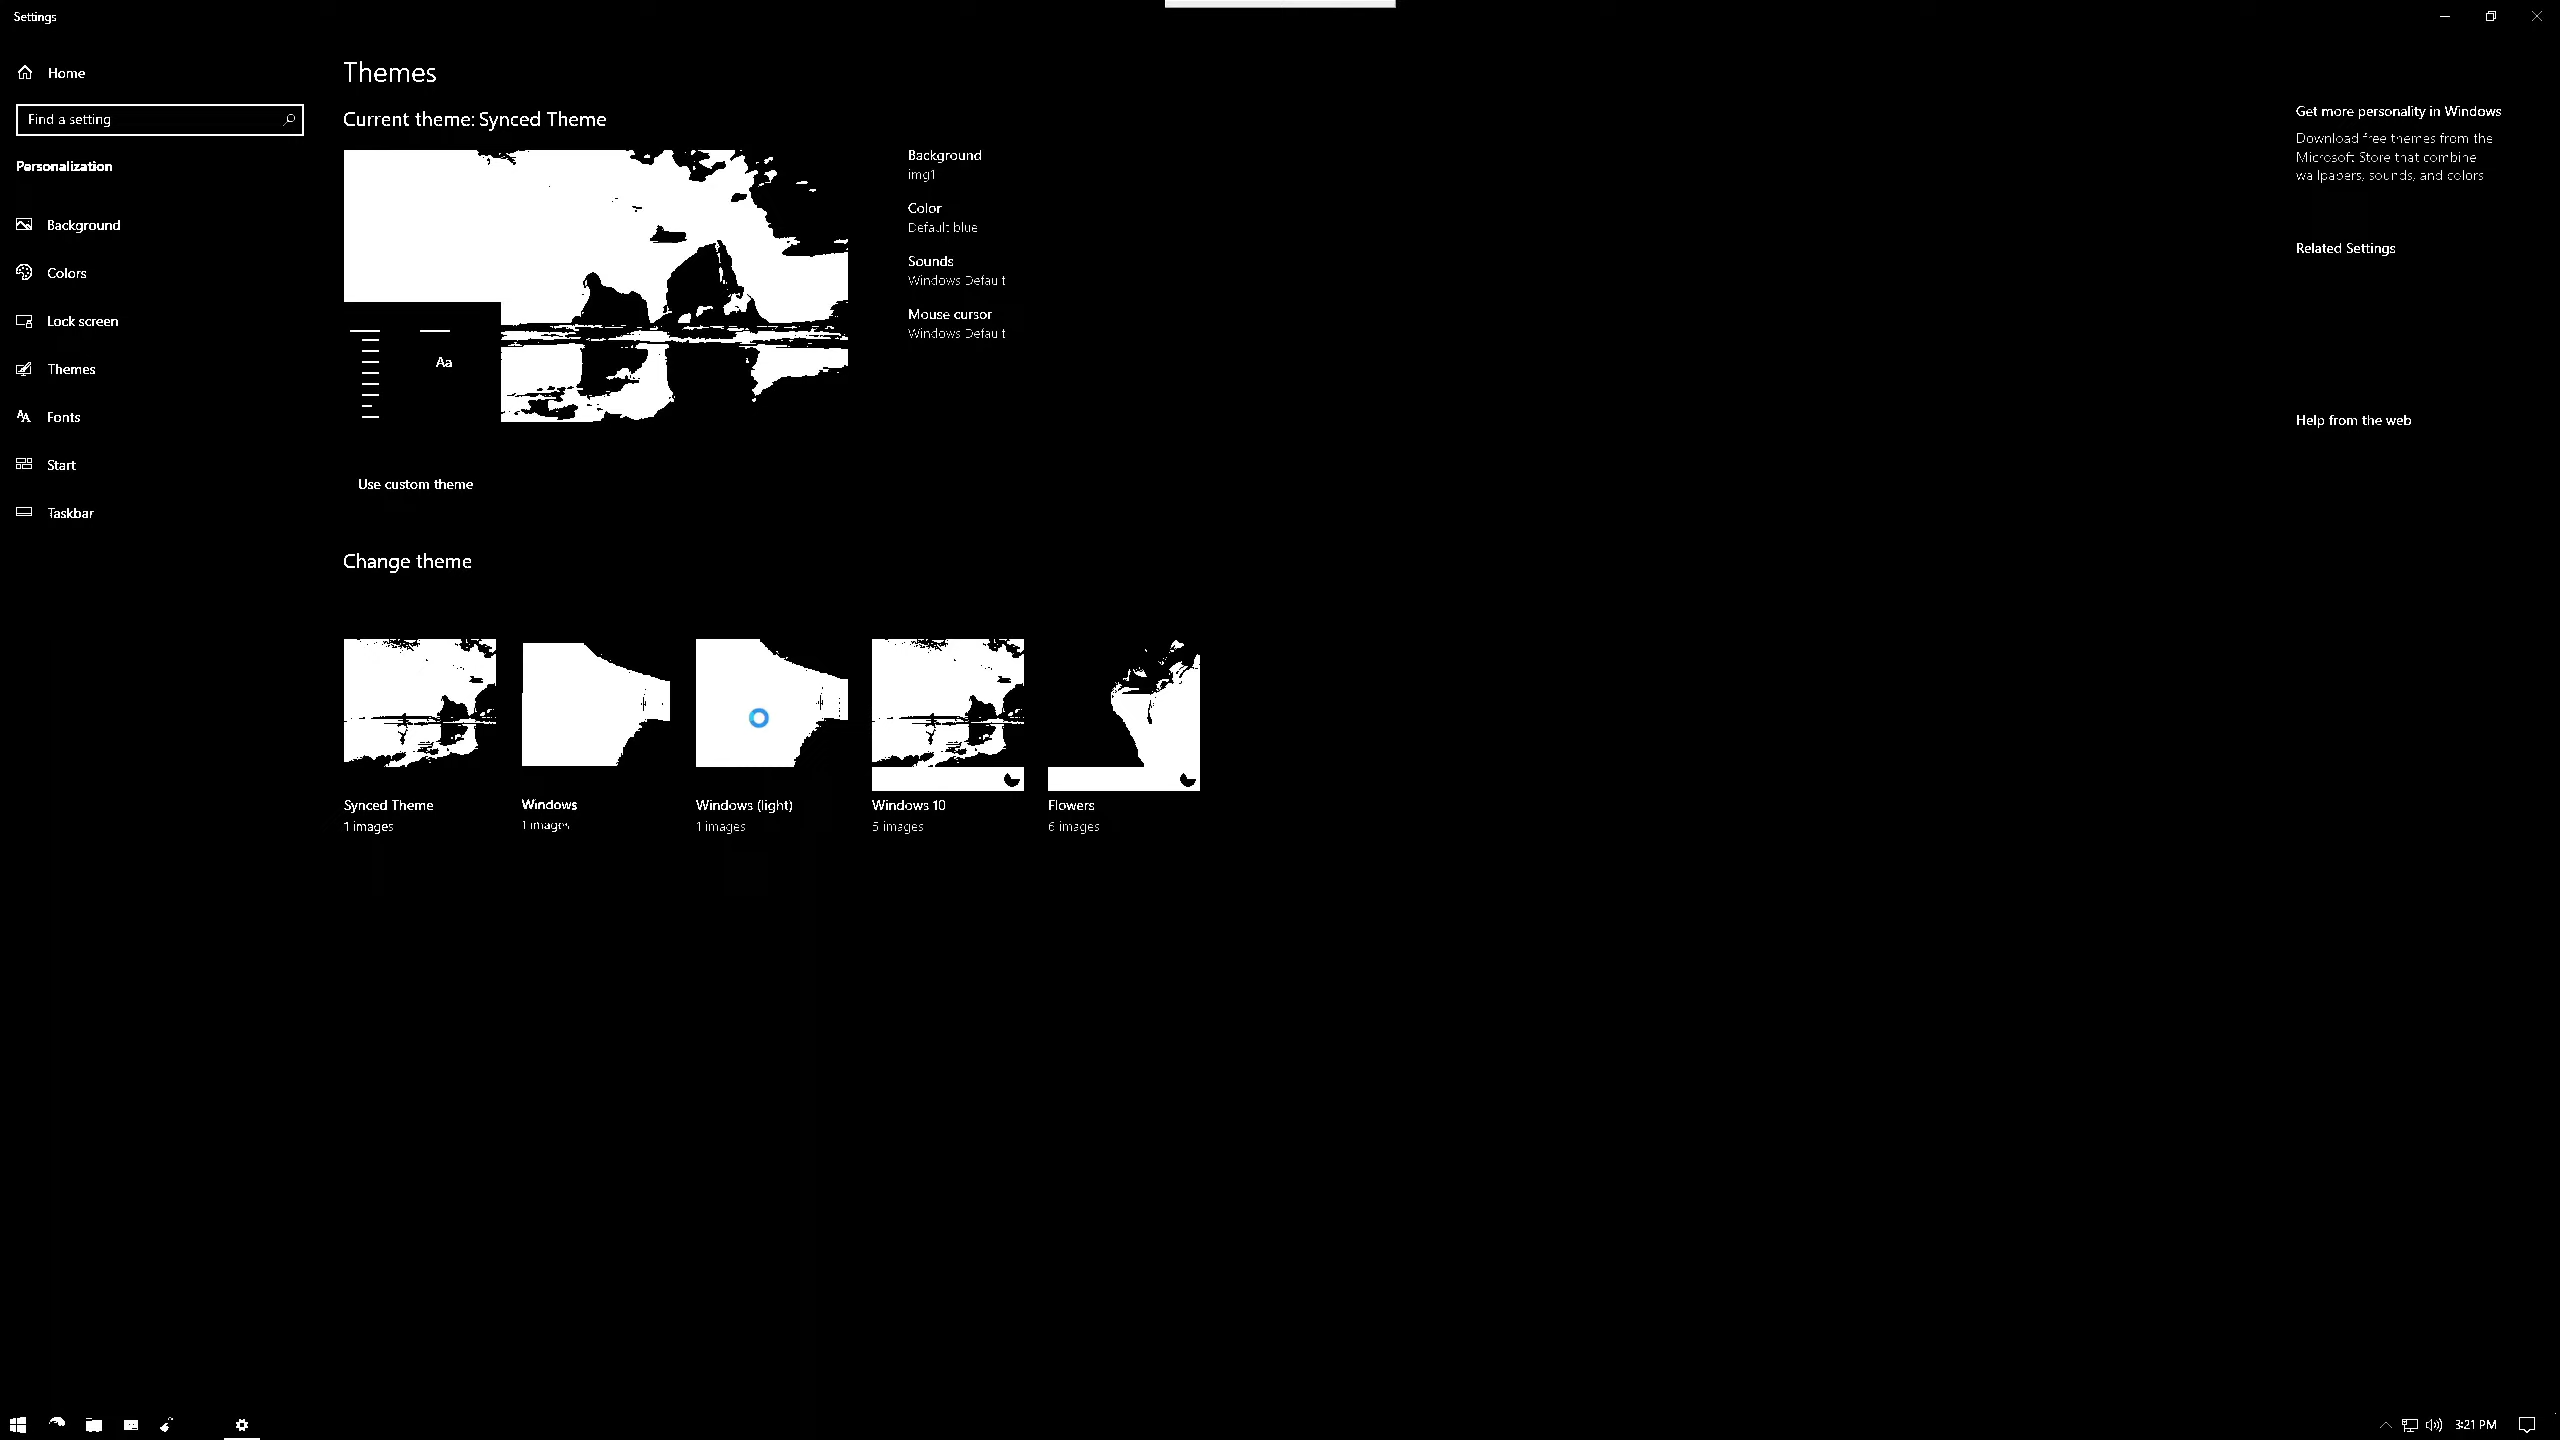 Settings
Home
Find a setting
Personalization
Background
Colors
Lock screen
Themes
Fonts
Start
Taskbar
Themes
Current theme: Synced Theme
Aa
Background
img1
Color
Default blue
Sounds
Windows Default
Mouse cursor
Windows Default
Use custom theme
Change theme
Synced Theme
1 images
Windows
1 images
Windows (light)
1 images
Windows 10
5 images
Flowers
6 images
Get more personality in Windows
Download free themes from the
Microsoft Store that combine
wallpapers, sounds, and colors
Related Settings
Help from the web
3:21 PM